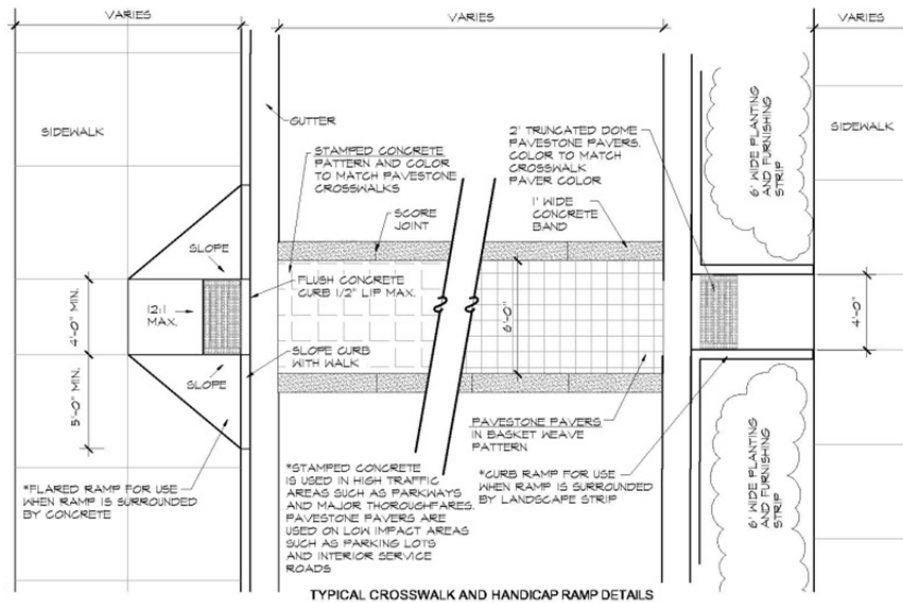 VARIES
VARIES
VARIES
SIDEWALK
GUTTER
STAMPED CONCRETE
PATTERN AND COLOR
TO MATCH PAVESTONE
CROSSWALKS
SCORE
JOINT
2' TRUNCATED DOME
PAVESTONE PAVERS.
COLOR TO MATCH
CROSSWALK
PAVER COLOR
1' WIDE
CONCRETE
BAND
6' WIDE PLANTING
AND FURNISHING
STRIP
SIDEWALK
SLOPE
4'-0" MIN.
12:1
MAX.
FLUSH CONCRETE
CURB 1/2" LIP MAX.
6'-0"
4'-0"
SLOPE CURB
WITH WALK
SLOPE
5'-0" MIN.
*FLARED RAMP FOR USE
WHEN RAMP IS SURROUNDED
BY CONCRETE
*STAMPED CONCRETE
IS USED IN HIGH TRAFFIC
AREAS SUCH AS PARKWAYS
AND MAJOR THOROUGHFARES.
PAVESTONE PAVERS ARE
USED ON LOW IMPACT AREAS
SUCH AS PARKING LOTS
AND INTERIOR SERVICE
ROADS
PAVESTONE PAVERS
IN BASKET WEAVE
PATTERN
*CURB RAMP FOR USE
WHEN RAMP IS SURROUNDED
BY LANDSCAPE STRIP
6' WIDE PLANTING
AND FURNISHING
STRIP
TYPICAL CROSSWALK AND HANDICAP RAMP DETAILS